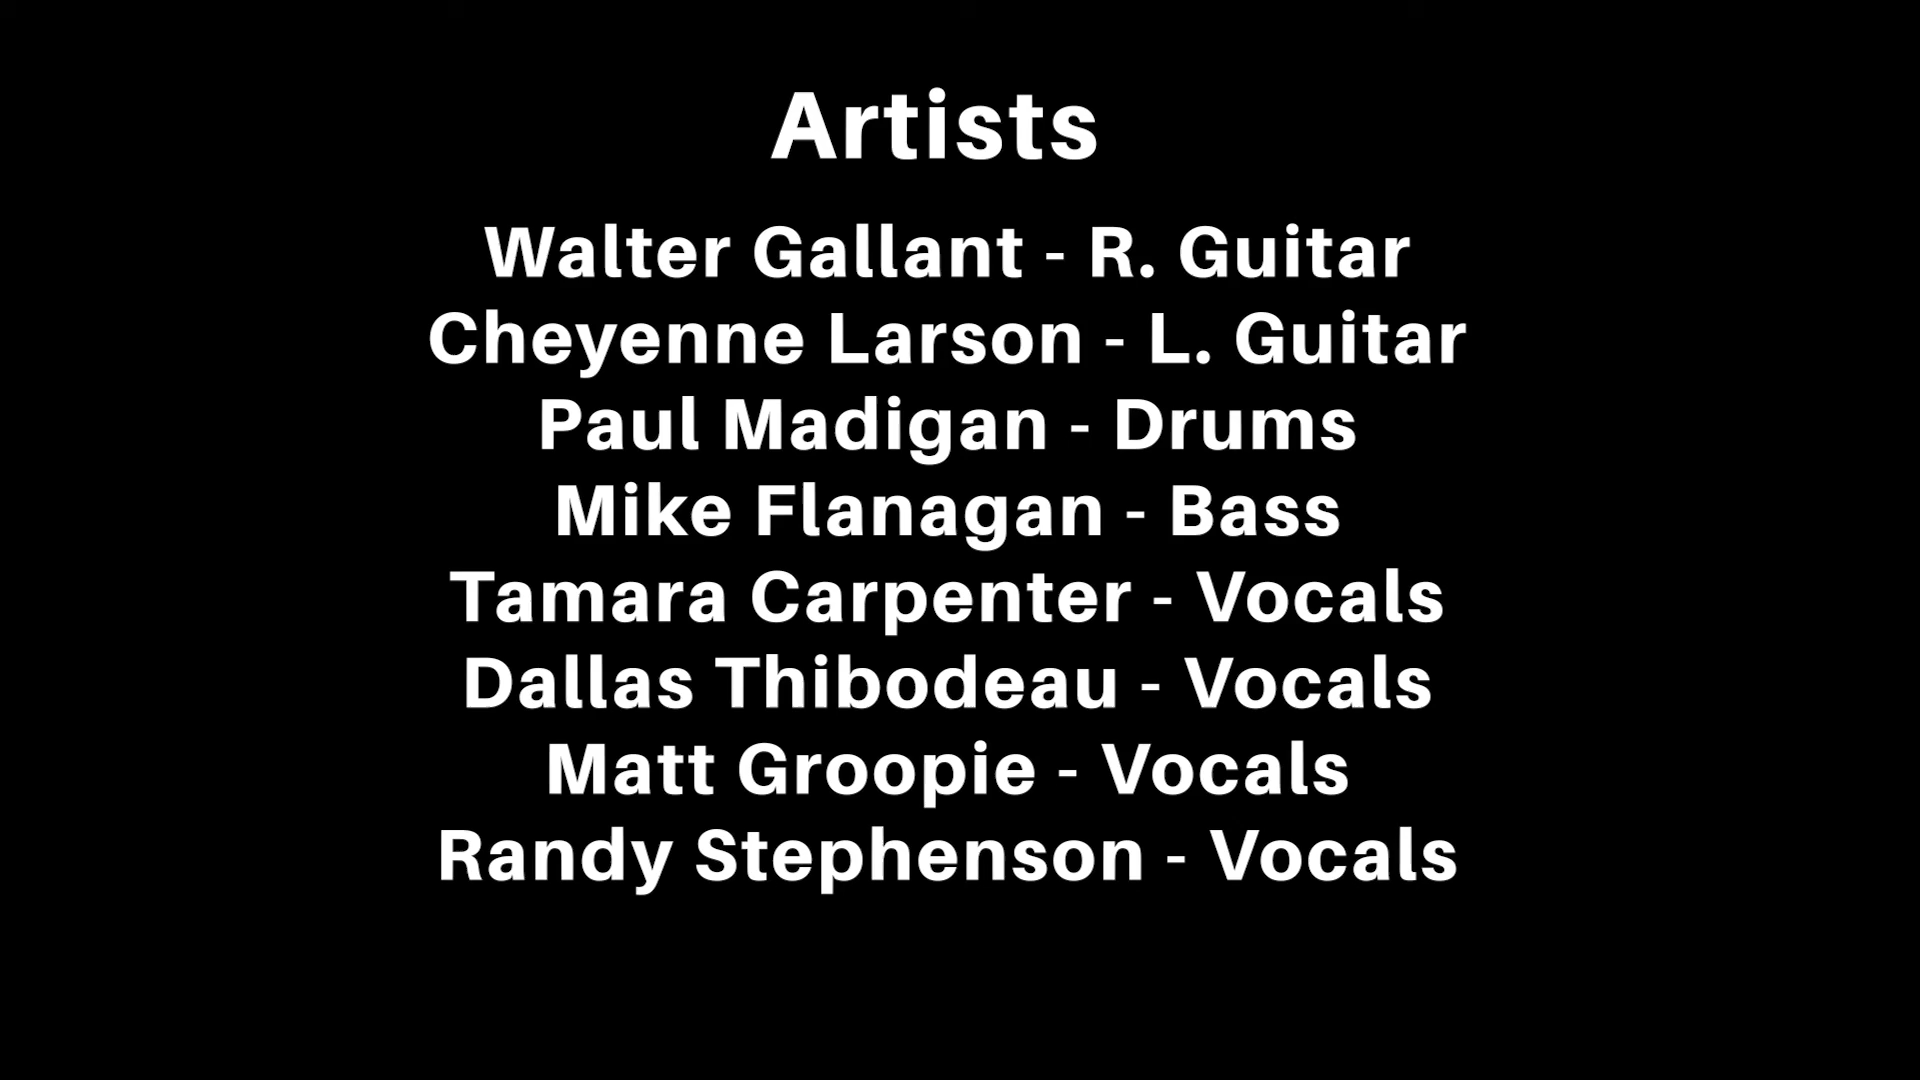 Artists
Walter Gallant - R. Guitar
Cheyenne Larson - L. Guitar
Paul Madigan - Drums
Mike Flanagan - Bass
Tamara Carpenter - Vocals
Dallas Thibodeau - Vocals
Matt Groopie - Vocals
Randy Stephenson - Vocals